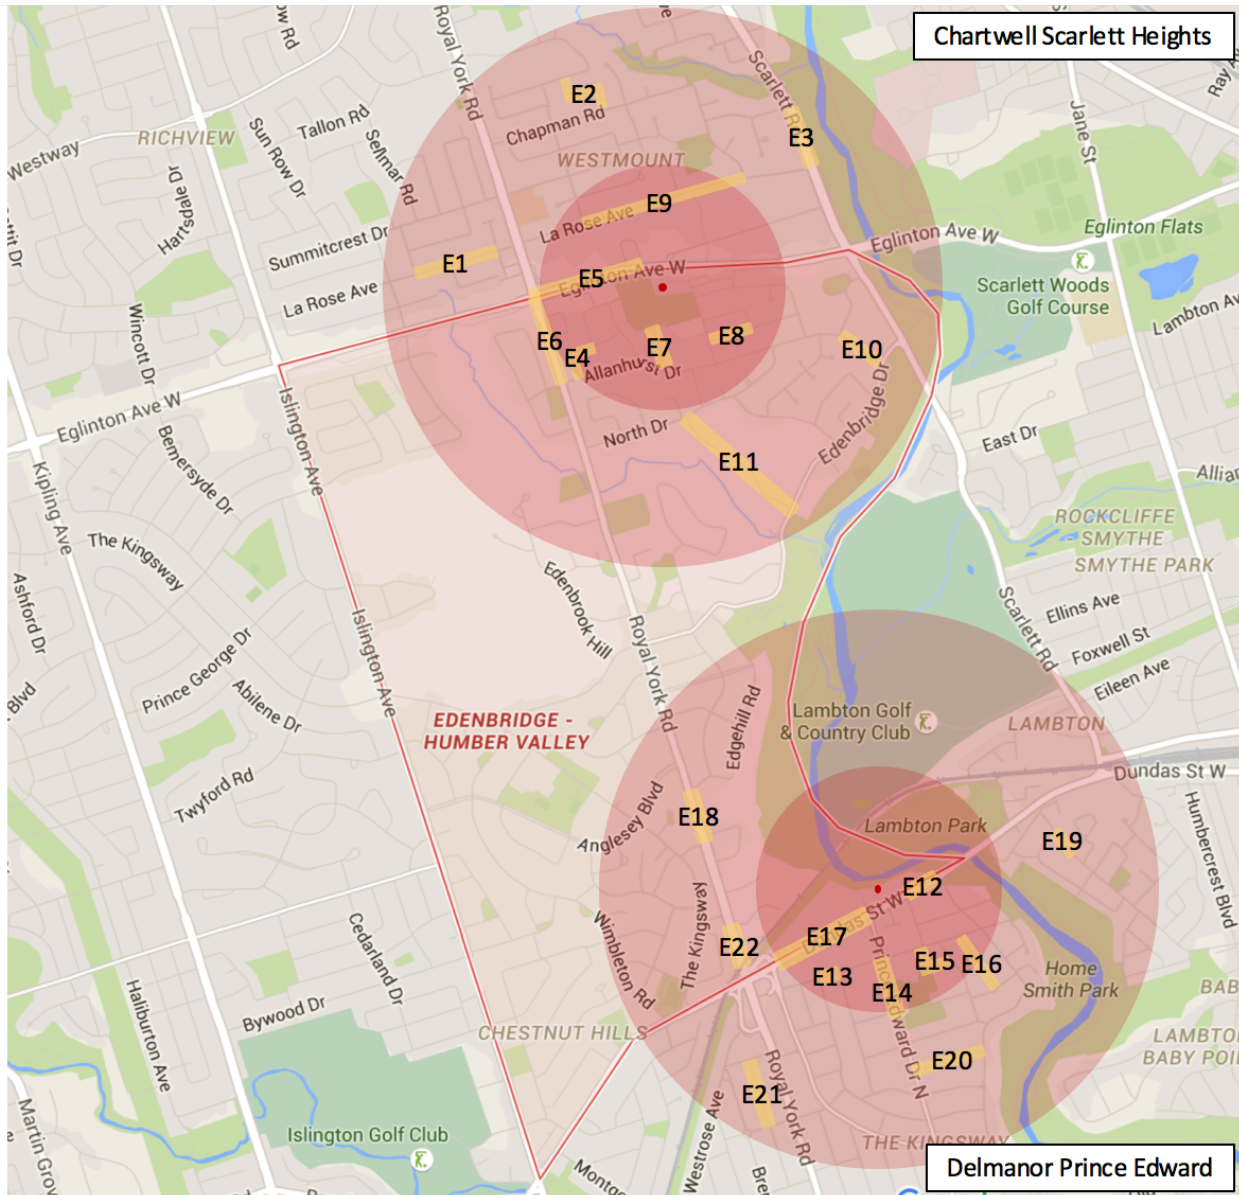 Chartwell Scarlett Heights
Royal York Rd
Scarlett Rd
E2
Chapman Rd
E3
Jane St
Westway
RICHVIEW
Tallon Rd
Sun Row Dr
Sellmar Rd
WESTMOUNT
Hartsdale Dr
E9
La Rose Ave
Eglinton Ave W
Eglinton Flats
Summitcrest Dr
E1
E5
Eglinton Ave W
Scarlett Woods
Golf Course
La Rose Ave
Wincott Dr
Lambton Av
E6
E4
E7
E8
E10
Allanhurst Dr
Eglinton Ave W
Islington Ave
North Dr
Edenbridge Dr
East Dr
E11
Kipling Ave
Bemersyde Dr
ROCKCLIFFE
SMYTHE
SMYTHE PARK
The Kingsway
Ashford Dr
Edenbrook Hill
Islington Ave
Prince George Dr
Royal York Rd
Scarlett Rd
Ellins Ave
Foxwell St
Eileen Ave
Abilene Dr
Blvd
EDENBRIDGE -
HUMBER VALLEY
Edgehill Rd
Lambton Golf
& Country Club
LAMBTON
Twyford Rd
Dundas St W
Anglesey Blvd
E18
Lambton Park
E19
Humbercrest Blvd
E12
Cedarland Dr
Wimbleton Rd
The Kingsway
E22
E17
St W
E13
E14
E15
E16
Home
Smith Park
Haliburton Ave
Bywood Dr
CHESTNUT HILLS
Prince Edward Dr N
E20
LAMBTO
BABY POI
E21
Royal York Rd
Westrose Ave
Martin Grov
Islington Golf Club
THE KINGSWAY
Delmanor Prince Edward